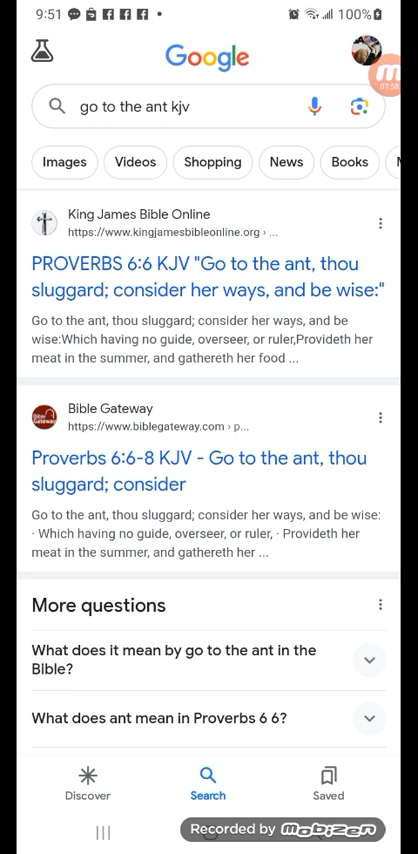 9:51 100%
Google
07:58
go to the ant kjv
Images Videos Shopping News Books
King James Bible Online
https://www.kingjamesbibleonline.org › ...
PROVERBS 6:6 KJV "Go to the ant, thou
sluggard; consider her ways, and be wise:"
Go to the ant, thou sluggard; consider her ways, and be
wise:Which having no guide, overseer, or ruler,Provideth her
meat in the summer, and gathereth her food ...
Bible Gateway
https://www.biblegateway.com › p...
Proverbs 6:6-8 KJV - Go to the ant, thou
sluggard; consider
Go to the ant, thou sluggard; consider her ways, and be wise:
· Which having no guide, overseer, or ruler, · Provideth her
meat in the summer, and gathereth her ...
More questions
What does it mean by go to the ant in the
Bible?
What does ant mean in Proverbs 6 6?
Discover Search Saved
Recorded by mobizen